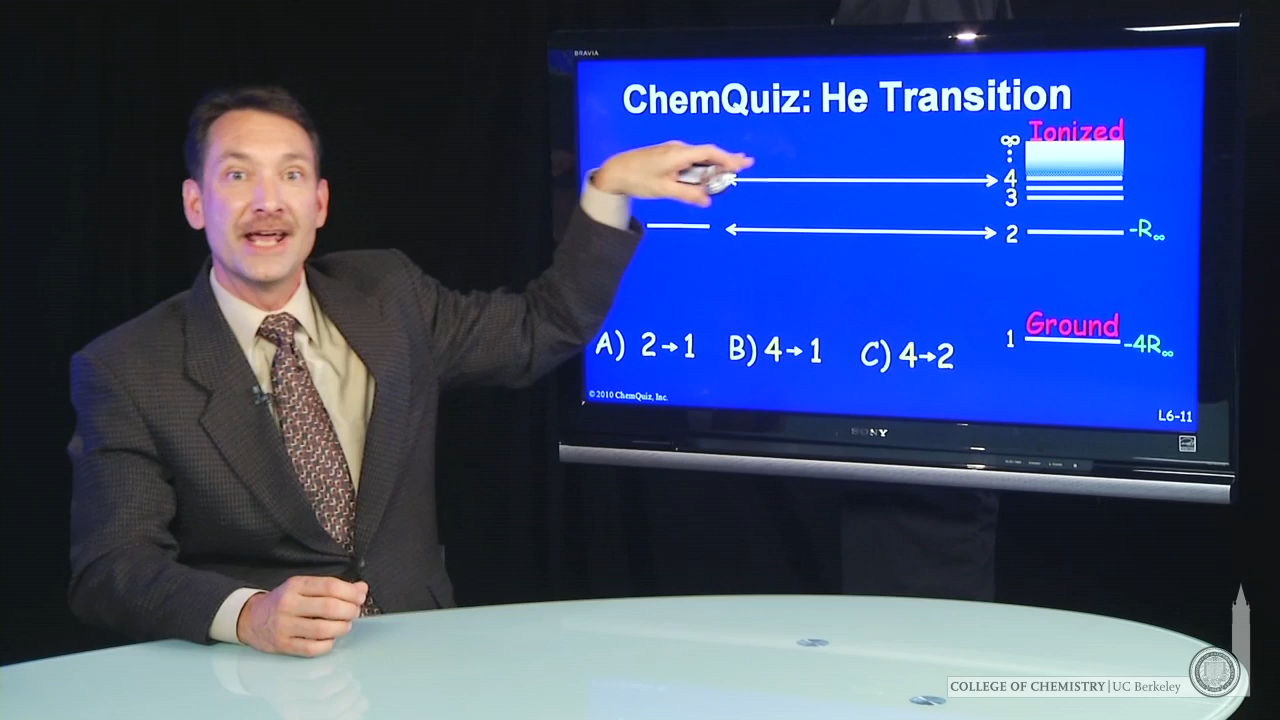 BRAVIA
ChemQuiz: He Transition
Ionized
∞
:
4
3
2 -R∞
Ground
1 -4R∞
A) 2→1 B) 4→1 C) 4→2
© 2010 ChemQuiz, Inc.
L6-11
SONY
COLLEGE OF CHEMISTRY | UC Berkeley